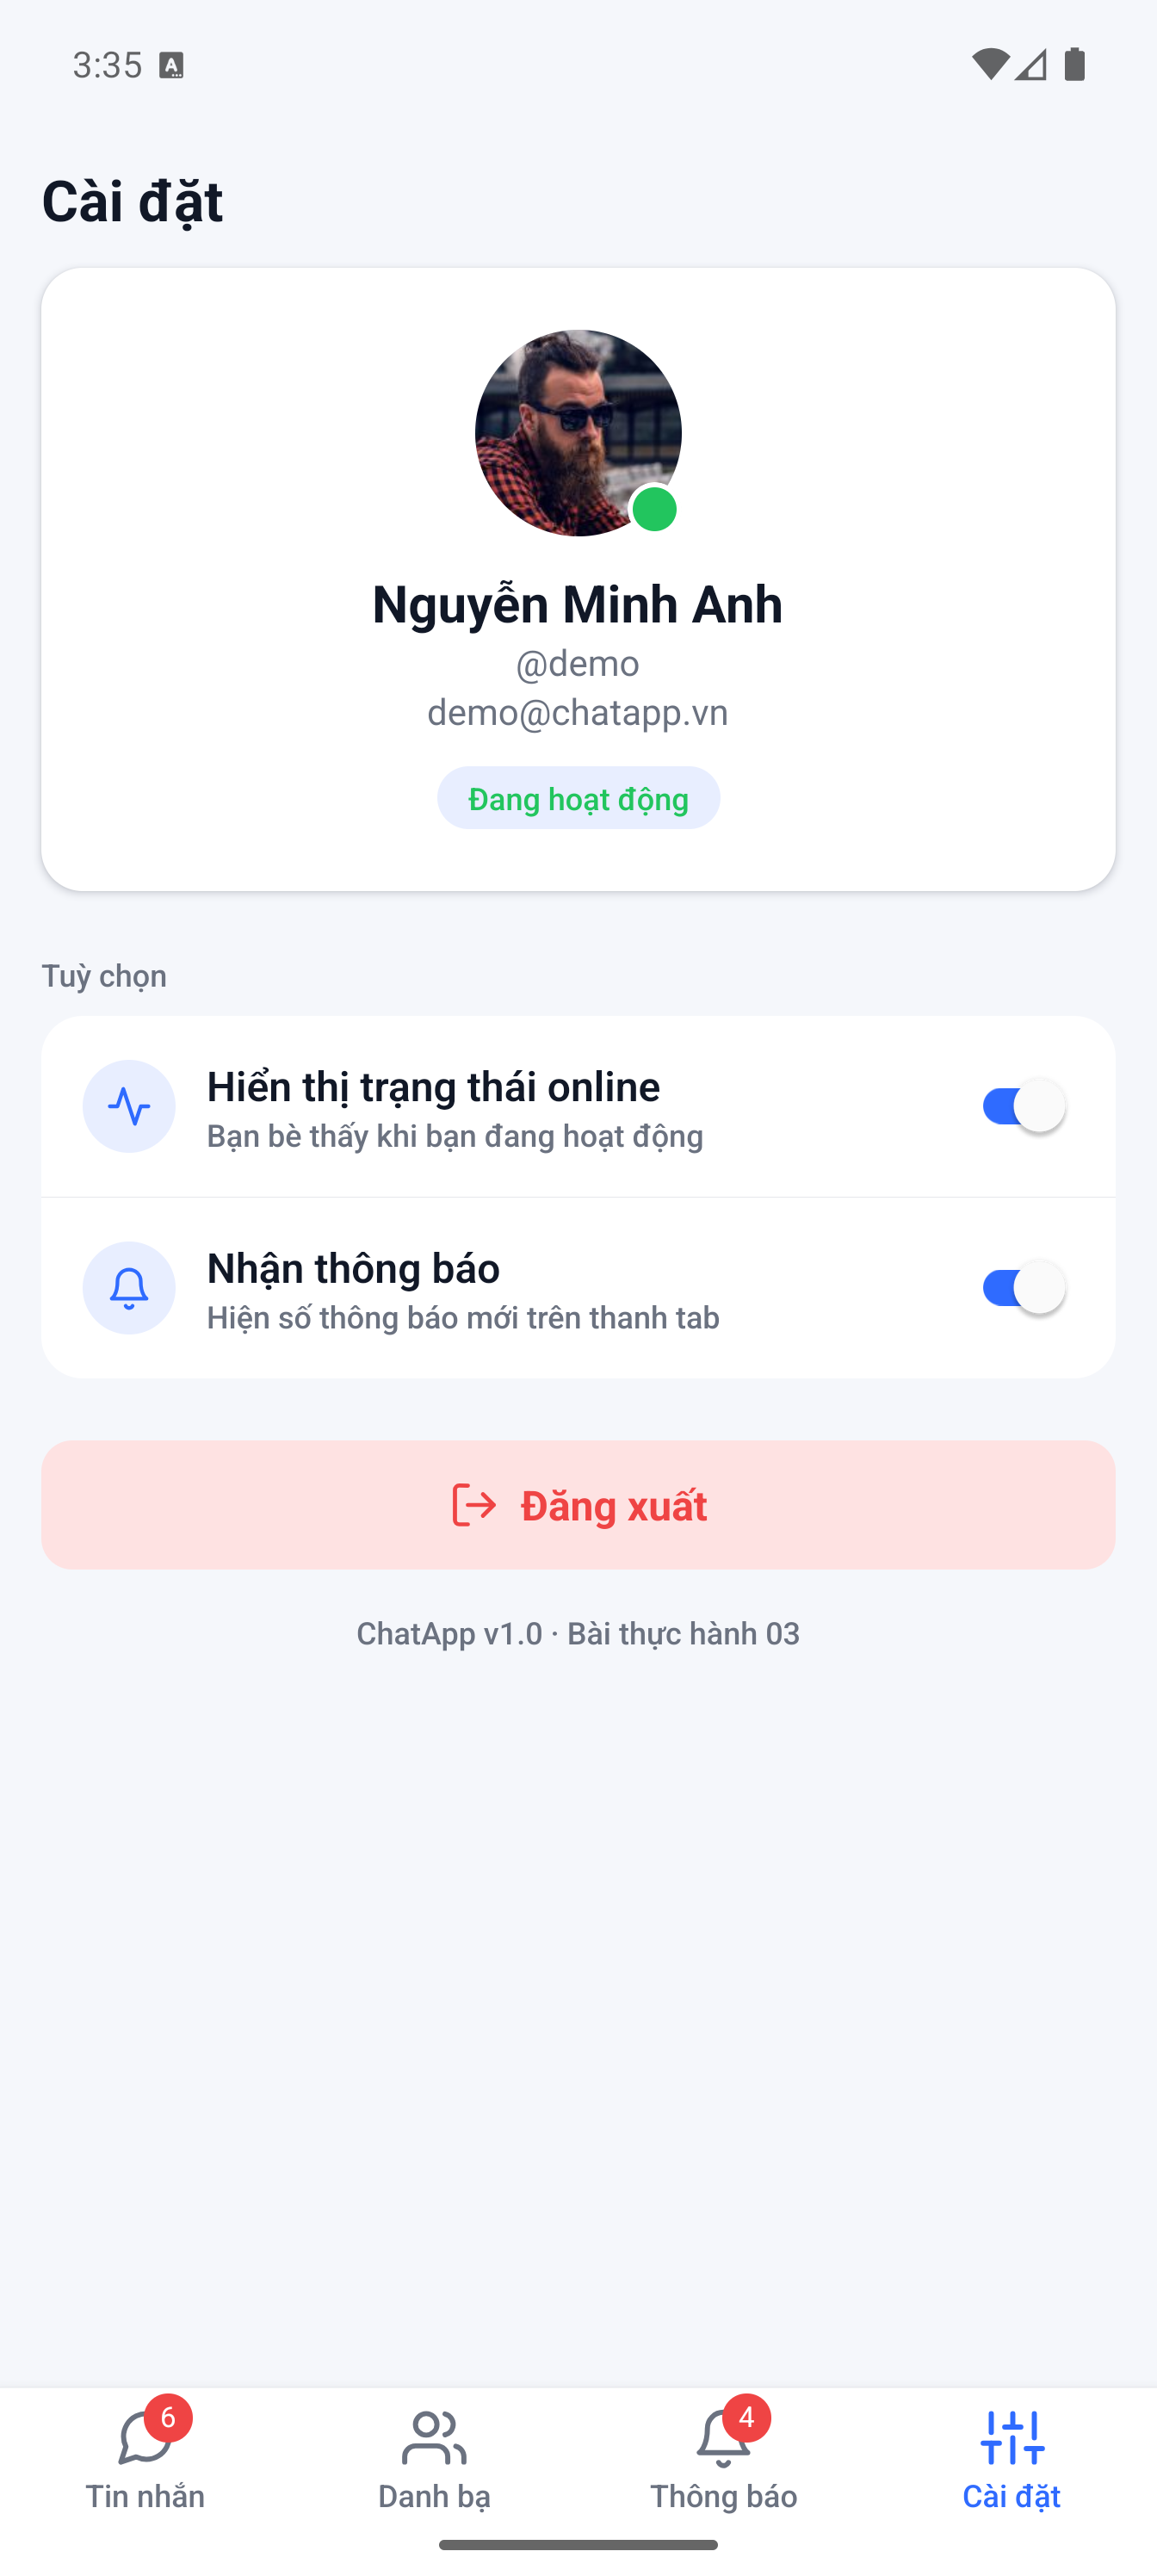 3:35
Cài đặt
Nguyễn Minh Anh
@demo
demo@chatapp.vn
Đang hoạt động
Tuỳ chọn
Hiển thị trạng thái online
Bạn bè thấy khi bạn đang hoạt động
Nhận thông báo
Hiện số thông báo mới trên thanh tab
Đăng xuất
ChatApp v1.0 · Bài thực hành 03
6
4
Tin nhắn
Danh bạ
Thông báo
Cài đặt